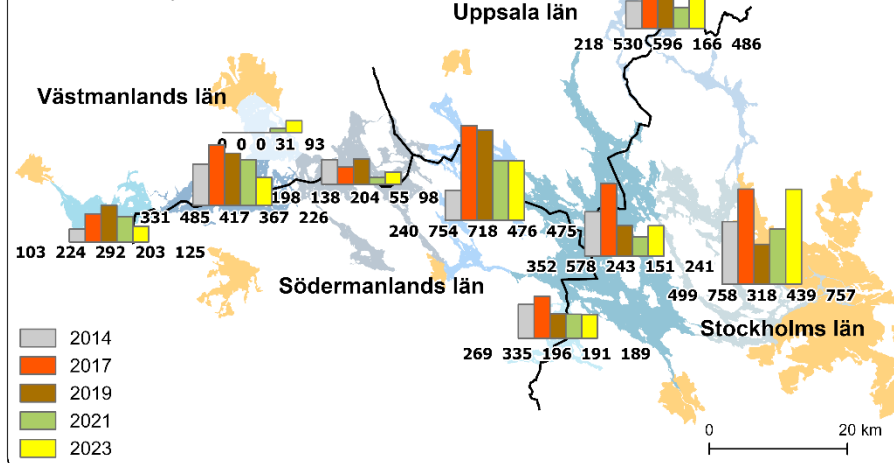 Uppsala län
218 530 596 166 486
Västmanlands län
0 0 0 31 93
198 138 204 55 98
331 485 417 367 226
240 754 718 476 475
103 224 292 203 125
352 578 243 151 241
Södermanlands län
499 758 318 439 757
Stockholms län
269 335 196 191 189
2014
2017
2019
2021
2023
0 20 km